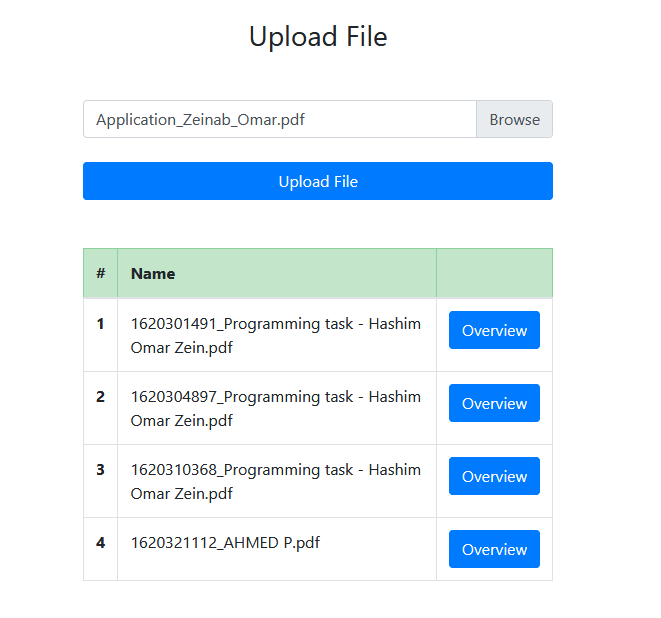 Upload File
Application_Zeinab_Omar.pdf Browse
Upload File
# Name
1 1620301491_Programming task - Hashim
Omar Zein.pdf
Overview
2 1620304897_Programming task - Hashim
Omar Zein.pdf
Overview
3 1620310368_Programming task - Hashim
Omar Zein.pdf
Overview
4 1620321112_AHMED P.pdf
Overview